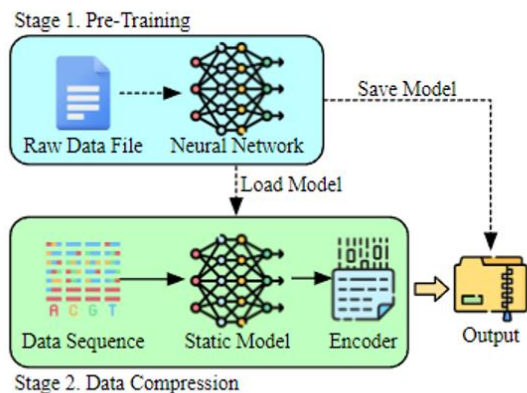 Stage 1. Pre-Training
Save Model
Raw Data File
Neural Network
Load Model
A C G T
Data Sequence
Static Model
Encoder
Output
Stage 2. Data Compression